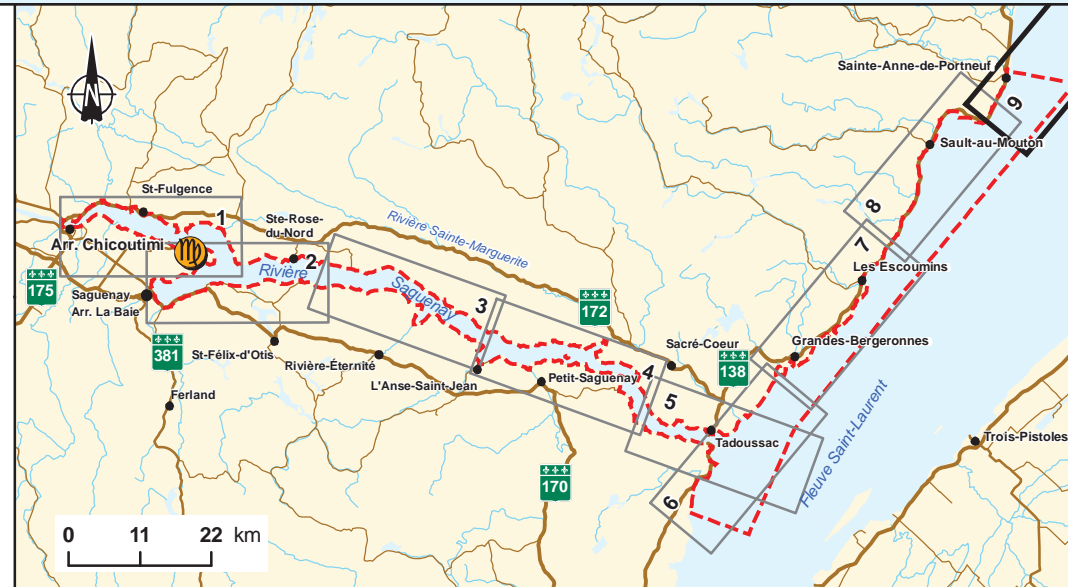 N
Sainte-Anne-de-Portneuf
9
Sault-au-Mouton
St-Fulgence
1
Ste-Rose-
du-Nord
Rivière Sainte-Marguerite
8
Arr. Chicoutimi
7
Rivière
2
Les Escoumins
175
Saguenay
Saguenay
Arr. La Baie
3
172
381
St-Félix-d'Otis
Rivière-Éternité
Sacré-Coeur
Grandes-Bergeronnes
138
L'Anse-Saint-Jean
Petit-Saguenay
4
5
Ferland
Tadoussac
Fleuve Saint-Laurent
Trois-Pistoles
170
6
0 11 22 km